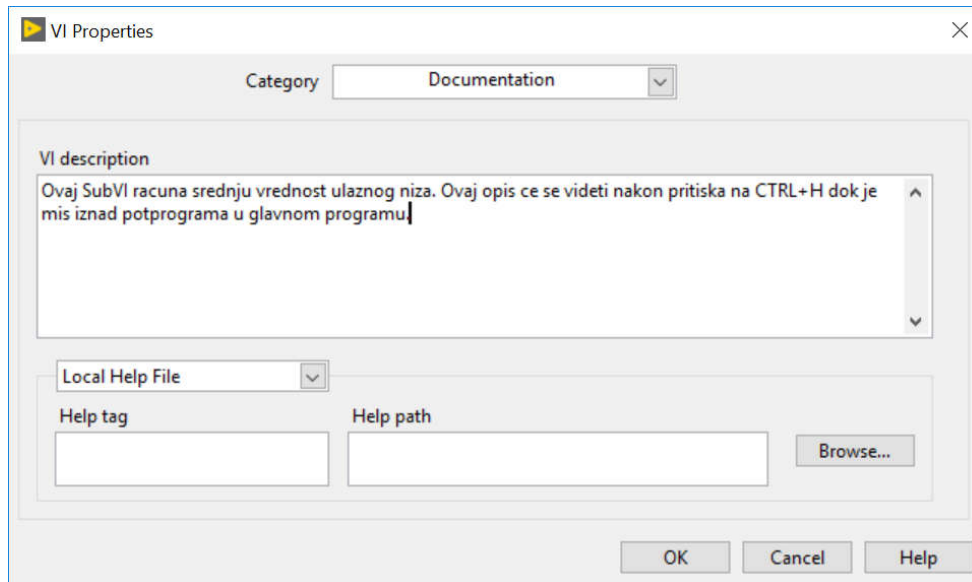 VI Properties
Category Documentation
VI description
Ovaj SubVI racuna srednju vrednost ulaznog niza. Ovaj opis ce se videti nakon pritiska na CTRL+H dok je
mis iznad potprograma u glavnom programu.
Local Help File
Help tag Help path
Browse...
OK Cancel Help